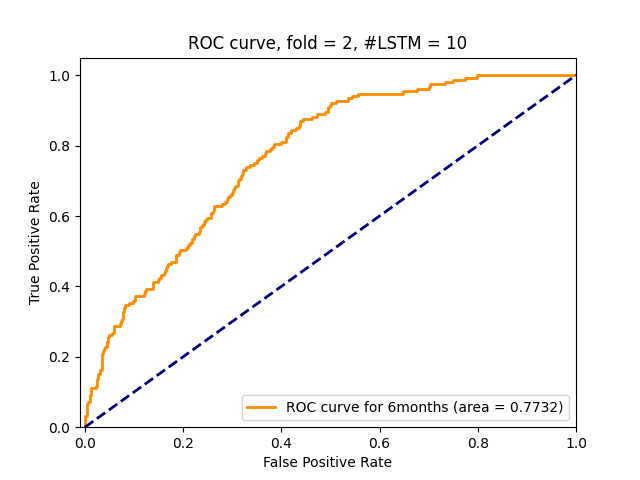 ROC curve, fold = 2, #LSTM = 10
True Positive Rate
1.0
0.8
0.6
0.4
0.2
0.0
ROC curve for 6months (area = 0.7732)
0.0 0.2 0.4 0.6 0.8 1.0
False Positive Rate